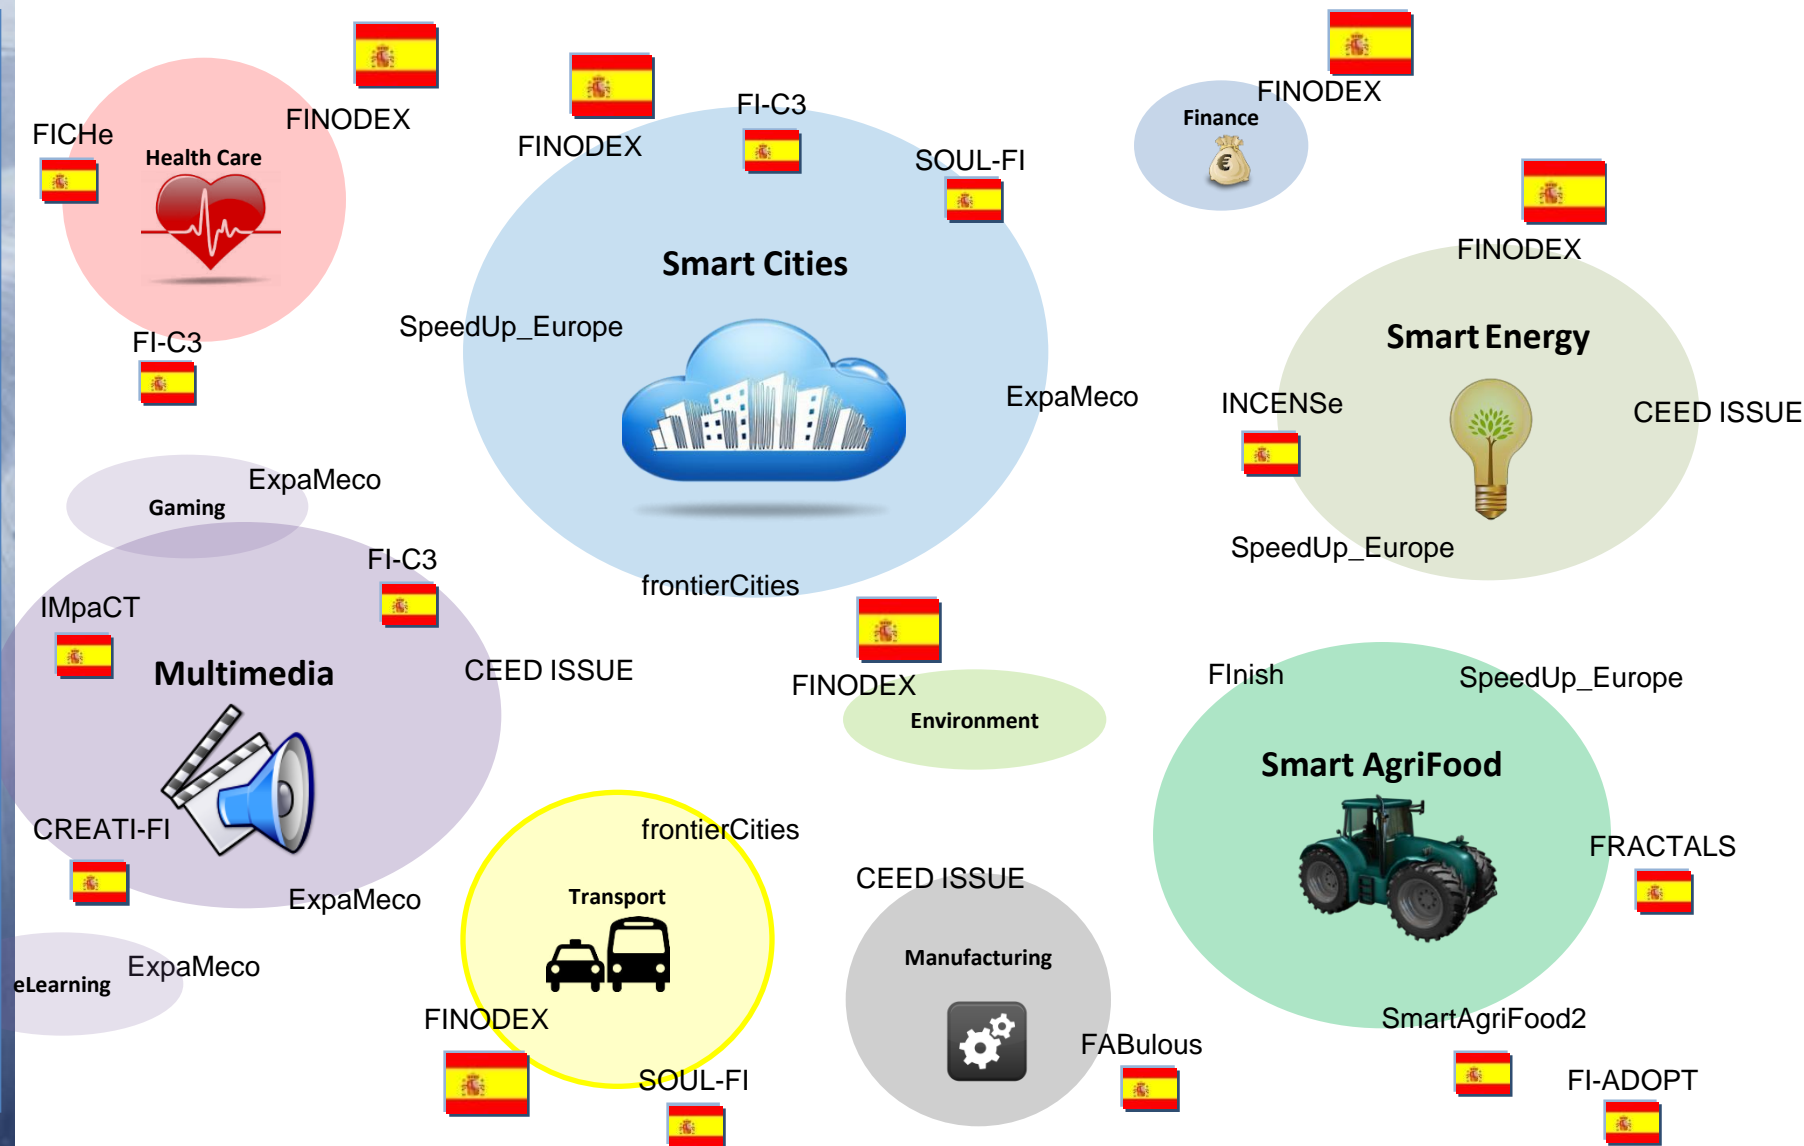 FINODEX
FICHe
Health Care
FI-C3
FINODEX
FI-C3
SOUL-FI
Smart Cities
SpeedUp_Europe
ExpaMeco
frontierCities
FINODEX
Finance
€
FINODEX
Smart Energy
INCENSe
CEED ISSUE
SpeedUp_Europe
ExpaMeco
Gaming
FI-C3
IMpaCT
Multimedia
CEED ISSUE
CREATI-FI
ExpaMeco
ExpaMeco
eLearning
FINODEX
Environment
frontierCities
Transport
FINODEX
SOUL-FI
CEED ISSUE
Manufacturing
FABulous
FInish
SpeedUp_Europe
Smart AgriFood
FRACTALS
SmartAgriFood2
FI-ADOPT